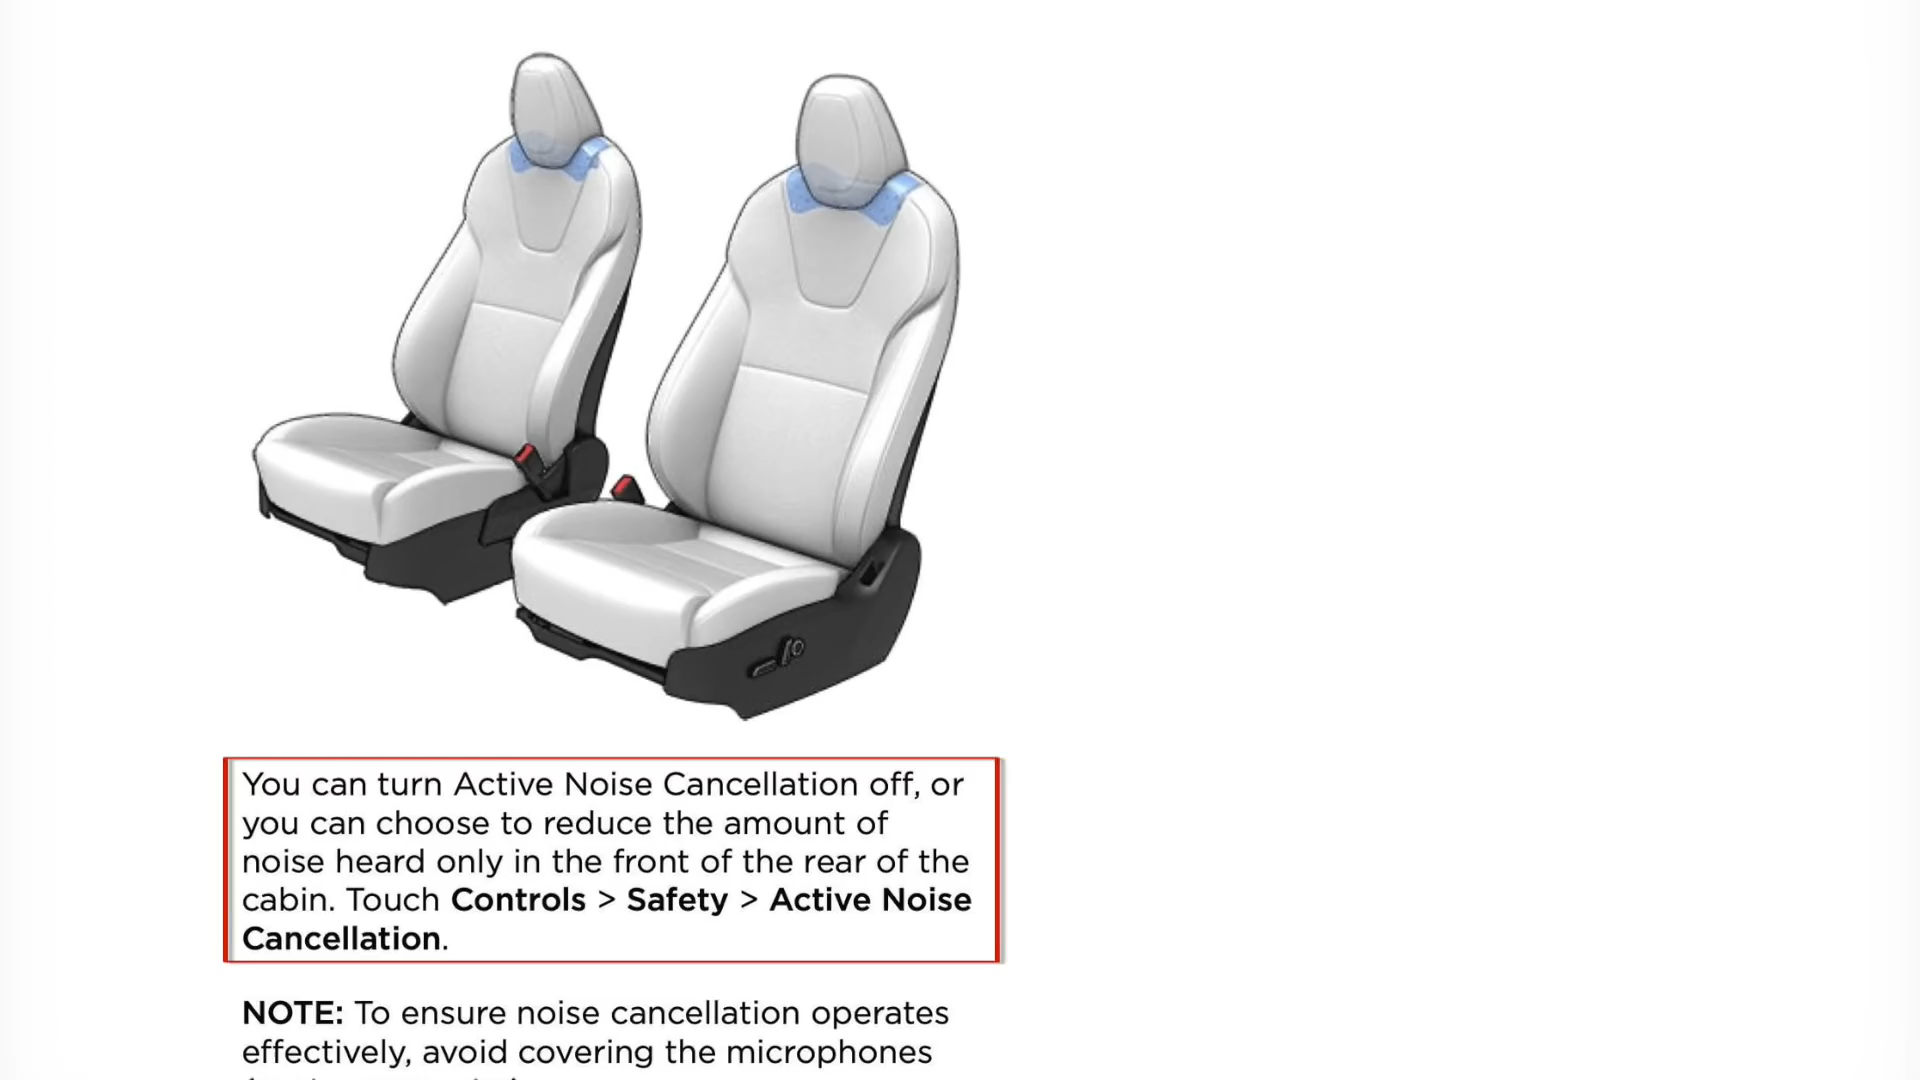 You can turn Active Noise Cancellation off, or
you can choose to reduce the amount of
noise heard only in the front of the rear of the
cabin. Touch Controls > Safety > Active Noise
Cancellation.
NOTE: To ensure noise cancellation operates
effectively, avoid covering the microphones